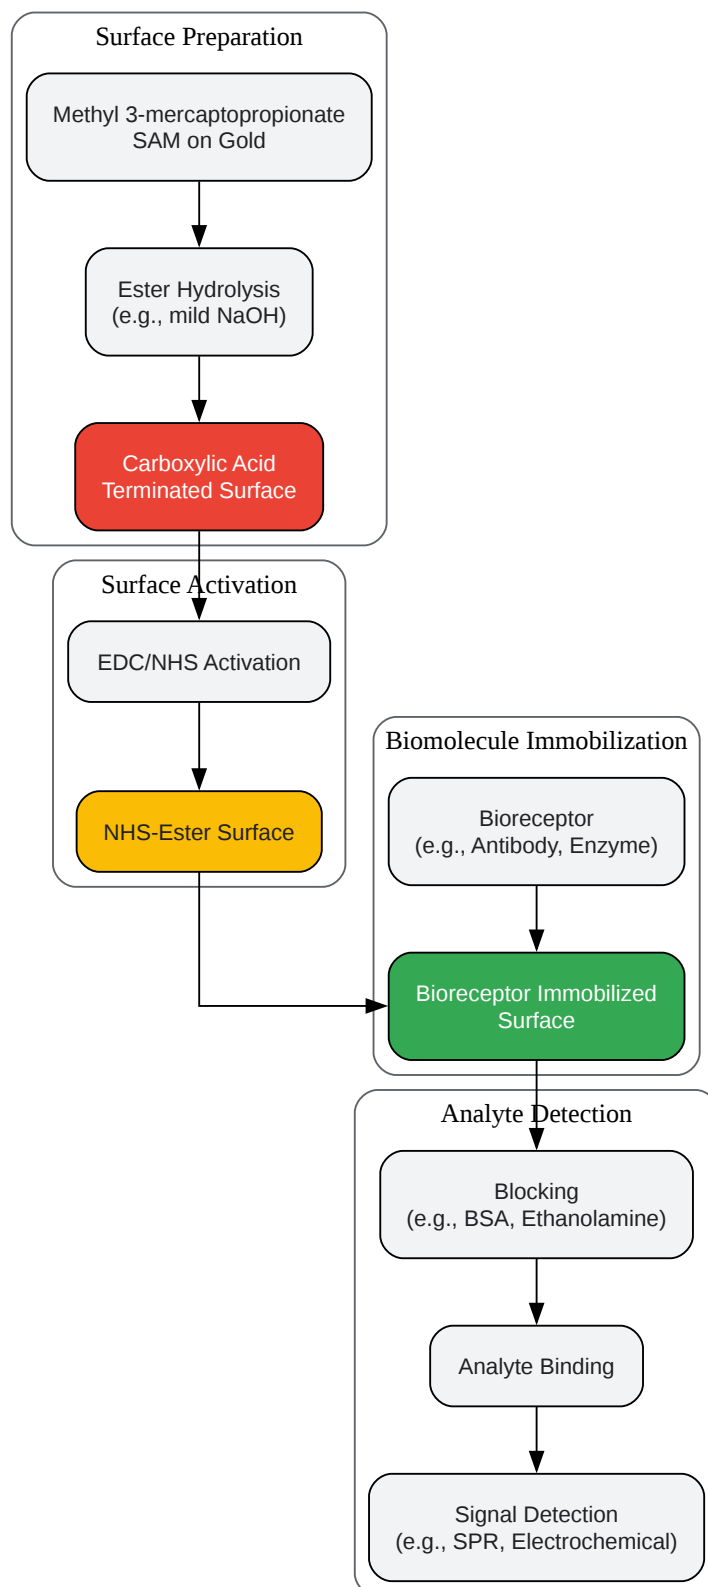 Surface Preparation
Methyl 3-mercaptopropionate
SAM on Gold
Ester Hydrolysis
(e.g., mild NaOH)
Carboxylic Acid
Terminated Surface
Surface Activation
EDC/NHS Activation
NHS-Ester Surface
Biomolecule Immobilization
Bioreceptor
(e.g., Antibody, Enzyme)
Bioreceptor Immobilized
Surface
Analyte Detection
Blocking
(e.g., BSA, Ethanolamine)
Analyte Binding
Signal Detection
(e.g., SPR, Electrochemical)